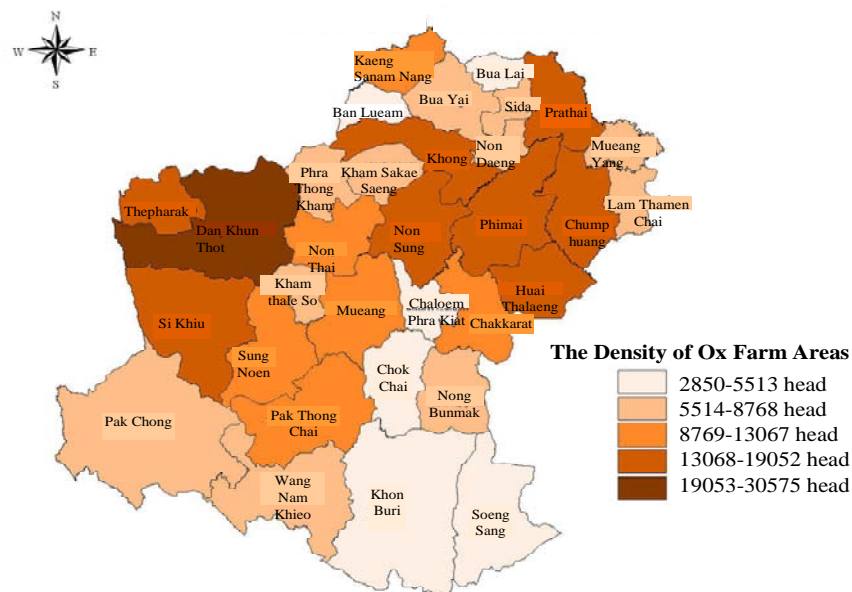 N
W
E
S
Kaeng
Sanam Nang
Bua Lai
Bua Yai
Ban Lueam
Sida
Prathai
Non
Daeng
Mueang
Yang
Khong
Phra
Thong
Kham
Kham Sakae
Saeng
Lam Thamen
Chai
Thepharak
Dan Khun
Thot
Non
Sung
Phimai
Chump
huang
Non
Thai
Kham
thale So
Huai
Thalaeng
Chaloem
Phra Kiat
Mueang
Chakkarat
Si Khiu
Sung
Noen
Chok
Chai
Nong
Bunmak
Pak Chong
Pak Thong
Chai
Wang
Nam
Khieo
Khon
Buri
Soeng
Sang
The Density of Ox Farm Areas
2850-5513 head
5514-8768 head
8769-13067 head
13068-19052 head
19053-30575 head